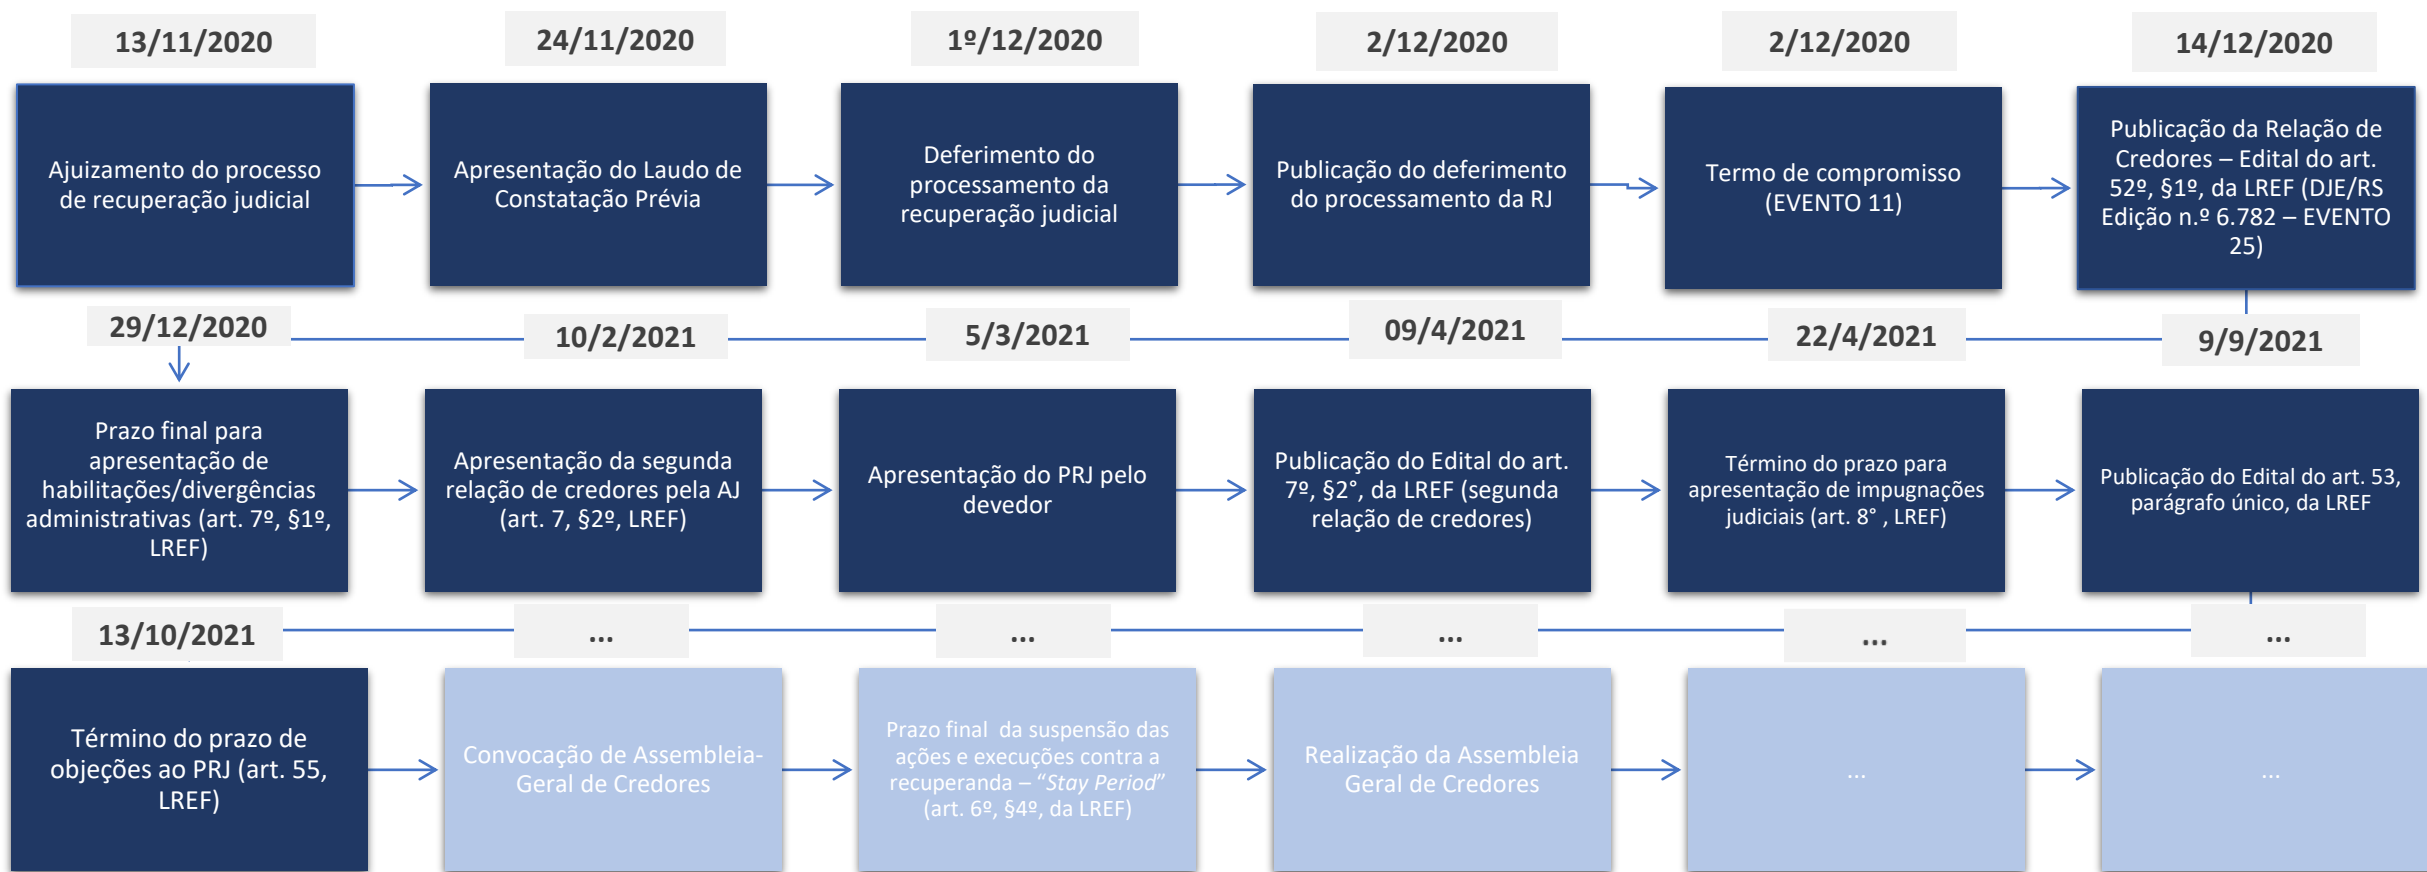 13/11/2020
24/11/2020
1º/12/2020
2/12/2020
2/12/2020
14/12/2020
Ajuizamento do processo
de recuperação judicial
Apresentação do Laudo de
Constatação Prévia
Deferimento do
processamento da
recuperação judicial
Publicação do deferimento
do processamento da RJ
Termo de compromisso
(EVENTO 11)
Publicação da Relação de
Credores – Edital do art.
52º, §1º, da LREF (DJE/RS
Edição n.º 6.782 – EVENTO
25)
29/12/2020
10/2/2021
5/3/2021
09/4/2021
22/4/2021
9/9/2021
Prazo final para
apresentação de
habilitações/divergências
administrativas (art. 7º, §1º,
LREF)
Apresentação da segunda
relação de credores pela AJ
(art. 7, §2º, LREF)
Apresentação do PRJ pelo
devedor
Publicação do Edital do art.
7º, §2°, da LREF (segunda
relação de credores)
Término do prazo para
apresentação de impugnações
judiciais (art. 8° , LREF)
Publicação do Edital do art. 53,
parágrafo único, da LREF
13/10/2021
...
...
...
...
...
Término do prazo de
objeções ao PRJ (art. 55,
LREF)
Convocação de Assembleia-
Geral de Credores
Prazo final  da suspensão das
ações e execuções contra a
recuperanda – “Stay Period”
(art. 6º, §4º, da LREF)
Realização da Assembleia
Geral de Credores
...
...